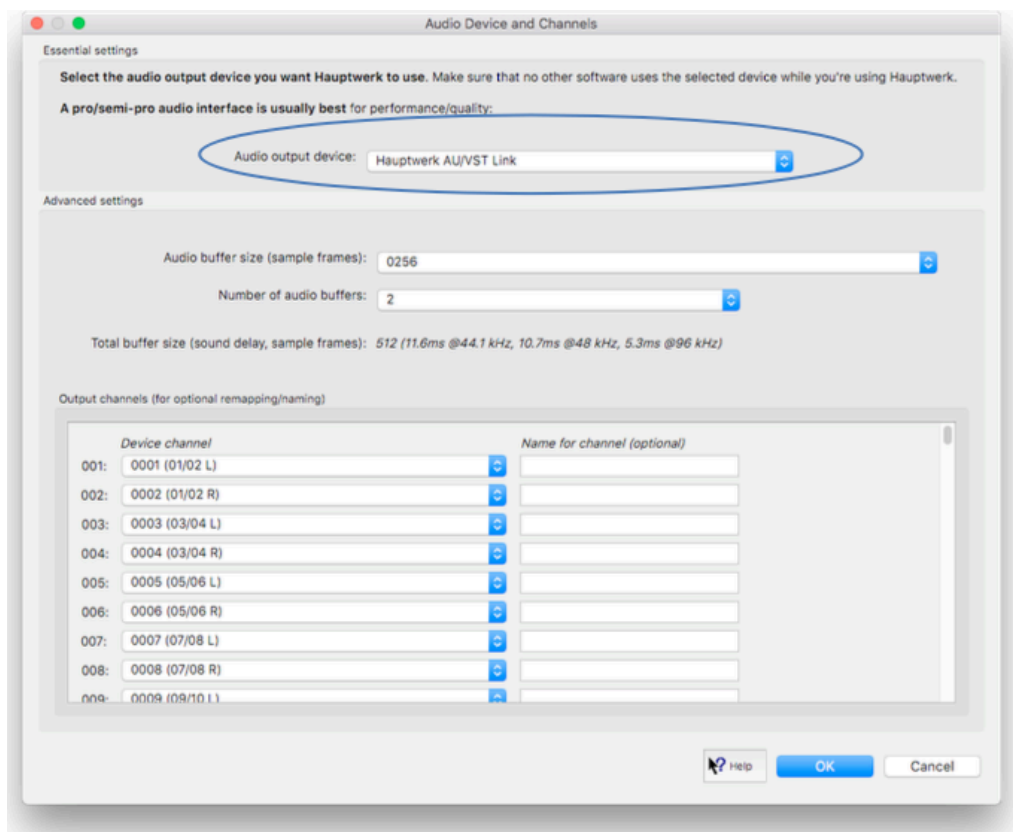 Audio Device and Channels
Essential settings
Select the audio output device you want Hauptwerk to use. Make sure that no other software uses the selected device while you're using Hauptwerk.
A pro/semi-pro audio interface is usually best for performance/quality:
Audio output device: Hauptwerk AU/VST Link
Advanced settings
Audio buffer size (sample frames): 0256
Number of audio buffers: 2
Total buffer size (sound delay, sample frames): 512 (11.6ms @44.1 kHz, 10.7ms @48 kHz, 5.3ms @96 kHz)
Output channels (for optional remapping/naming)
Device channel Name for channel (optional)
001: 0001 (01/02 L)
002: 0002 (01/02 R)
003: 0003 (03/04 L)
004: 0004 (03/04 R)
005: 0005 (05/06 L)
006: 0006 (05/06 R)
007: 0007 (07/08 L)
008: 0008 (07/08 R)
009: 0009 (09/10 L)
Help OK Cancel